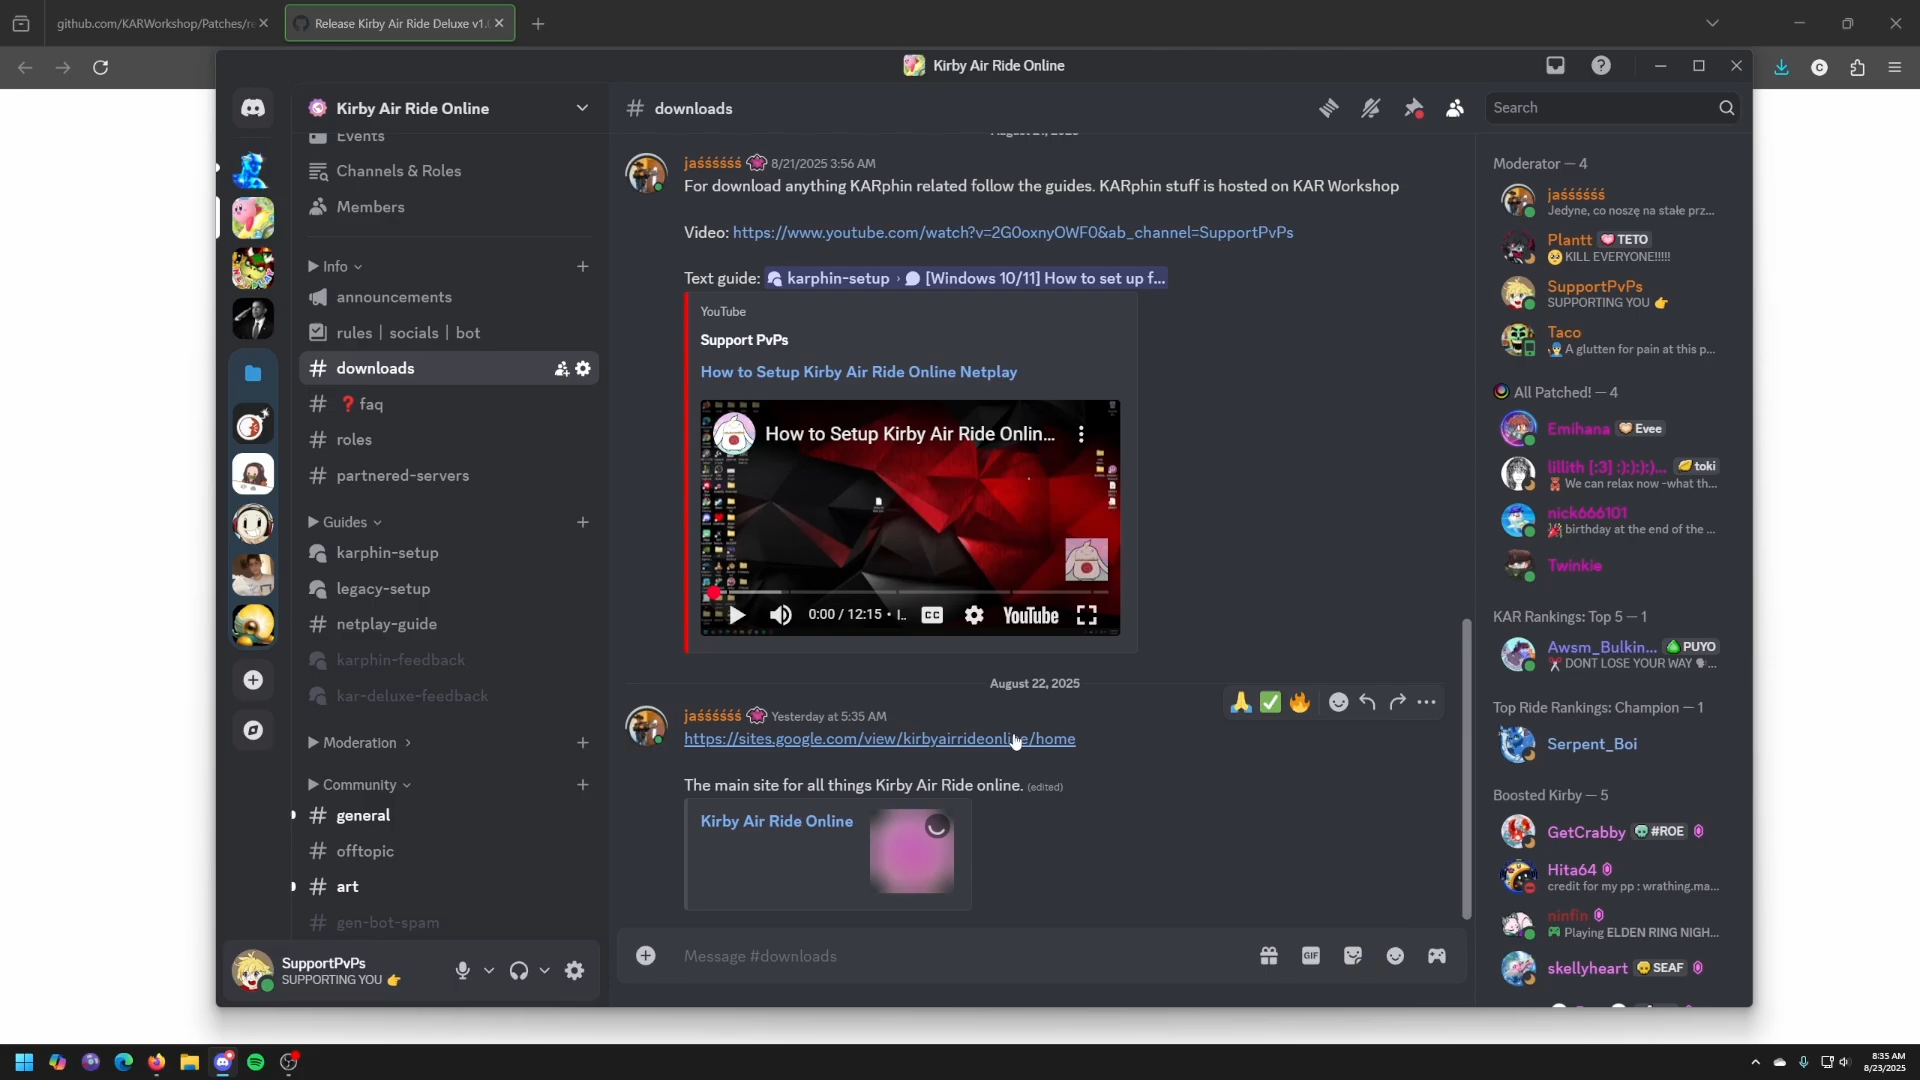 github.com/KARWorkshop/Patches/re
Release Kirby Air Ride Deluxe v1.
Kirby Air Ride Online
Kirby Air Ride Online
# downloads
Search
Events
Channels & Roles
Members
Info
announcements
rules | socials | bot
downloads
❓ faq
roles
partnered-servers
Guides
karphin-setup
legacy-setup
netplay-guide
karphin-feedback
kar-deluxe-feedback
Moderation
Community
general
offtopic
art
gen-bot-spam
SupportPvPs
SUPPORTING YOU 👉
August 21, 2025
jaśśśśśś 8/21/2025 3:56 AM
For download anything KARphin related follow the guides. KARphin stuff is hosted on KAR Workshop
Video: https://www.youtube.com/watch?v=2G0oxnyOWF0&ab_channel=SupportPvPs
Text guide: karphin-setup › [Windows 10/11] How to set up f...
YouTube
Support PvPs
How to Setup Kirby Air Ride Online Netplay
How to Setup Kirby Air Ride Onlin...
0:00 / 12:15 • I..
CC
YouTube
August 22, 2025
jaśśśśśś Yesterday at 5:35 AM
https://sites.google.com/view/kirbyairrideonline/home
The main site for all things Kirby Air Ride online. (edited)
Kirby Air Ride Online
Message #downloads
GIF
Moderator — 4
jaśśśśśś
Jedyne, co noszę na stałe prz...
Plantt TETO
🥺 KILL EVERYONE!!!!!
SupportPvPs
SUPPORTING YOU 👉
Taco
A glutten for pain at this p...
All Patched! — 4
Emihana Evee
lillith [:3] :):):):)... toki
We can relax now -what th...
nick666101
birthday at the end of the ...
Twinkie
KAR Rankings: Top 5 — 1
Awsm_Bulkin... PUYO
DONT LOSE YOUR WAY ...
Top Ride Rankings: Champion — 1
Serpent_Boi
Boosted Kirby — 5
GetCrabby #ROE
Hita64
credit for my pp : wrathing.ma...
ninfin
Playing ELDEN RING NIGH...
skellyheart SEAF
8:35 AM
8/23/2025